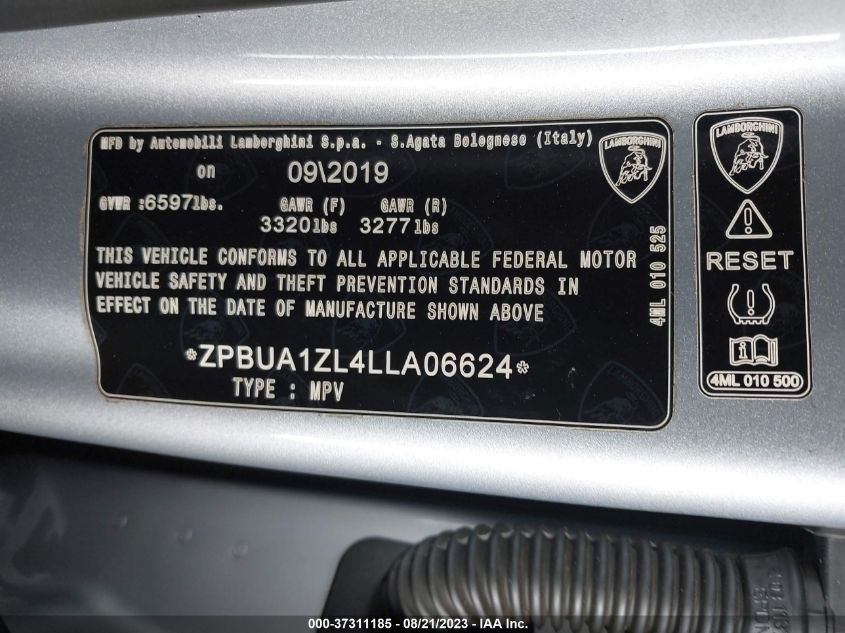 MFD by Automobili Lamborghini S.p.a. - S.Agata Bolognese (Italy)
on 09\2019
GVWR :6597lbs. GAWR (F) GAWR (R)
3320lbs 3277lbs
THIS VEHICLE CONFORMS TO ALL APPLICABLE FEDERAL MOTOR
VEHICLE SAFETY AND THEFT PREVENTION STANDARDS IN
EFFECT ON THE DATE OF MANUFACTURE SHOWN ABOVE
*ZPBUA1ZL4LLA06624*
TYPE : MPV
LAMBORGHINI
4ML 010 525
LAMBORGHINI
RESET
4ML 010 500
000-37311185 - 08/21/2023 - IAA Inc.